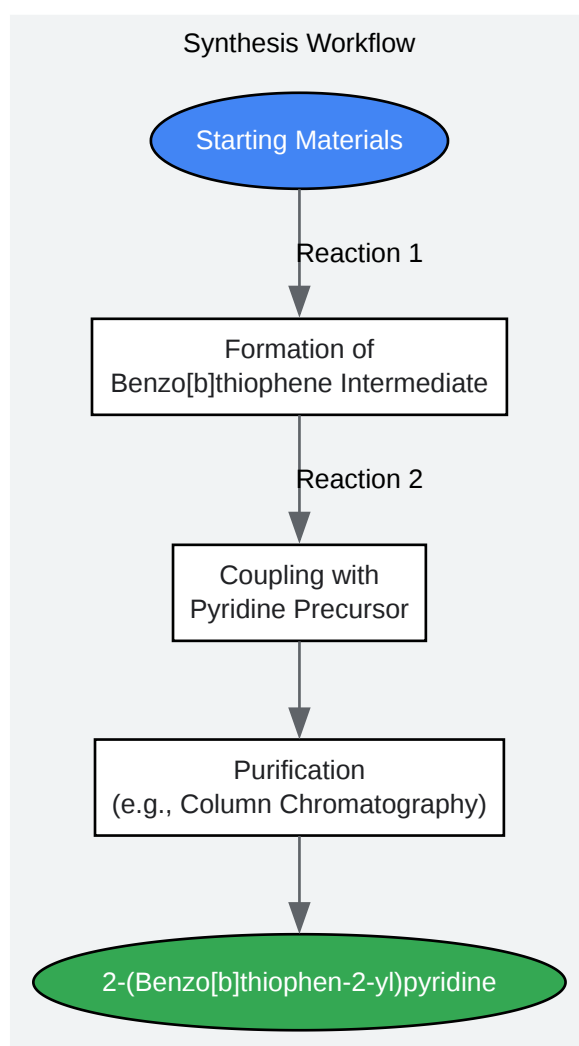 Synthesis Workflow
Starting Materials
Reaction 1
Formation of
Benzo[b]thiophene Intermediate
Reaction 2
Coupling with
Pyridine Precursor
Purification
(e.g., Column Chromatography)
2-(Benzo[b]thiophen-2-yl)pyridine